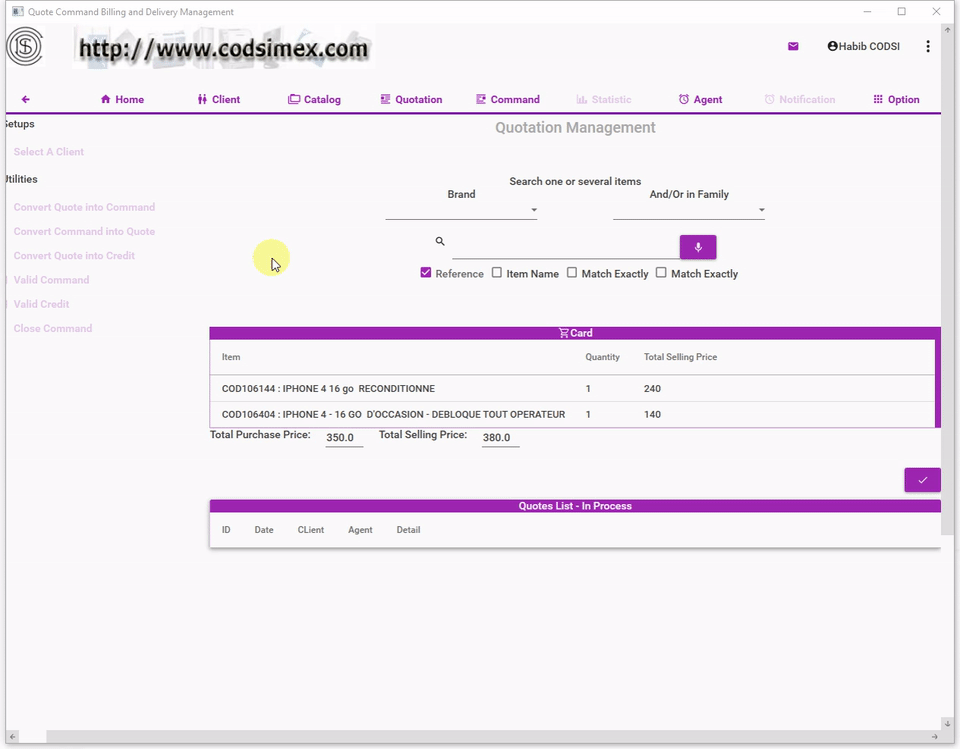 Quote Command Billing and Delivery Management
http://www.codsimex.com
Habib CODSI
Home Client Catalog Quotation Command Statistic Agent Notification Option
Setups
Quotation Management
Select A Client
Utilities
Search one or several items
Brand And/Or in Family
Convert Quote into Command
Convert Command into Quote
Convert Quote into Credit
Reference Item Name Match Exactly Match Exactly
Valid Command
Valid Credit
Close Command
Card
Item Quantity Total Selling Price
COD106144 : IPHONE 4 16 go RECONDITIONNE 1 240
COD106404 : IPHONE 4 - 16 GO D'OCCASION - DEBLOQUE TOUT OPERATEUR 1 140
Total Purchase Price: 350.0 Total Selling Price: 380.0
Quotes List - In Process
ID Date CLient Agent Detail